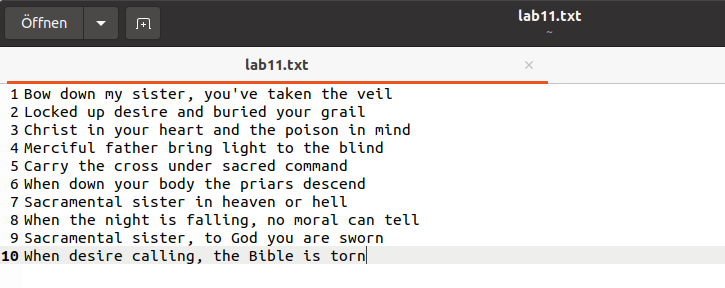 Öffnen
lab11.txt
~
lab11.txt
1 Bow down my sister, you've taken the veil
2 Locked up desire and buried your grail
3 Christ in your heart and the poison in mind
4 Merciful father bring light to the blind
5 Carry the cross under sacred command
6 When down your body the priars descend
7 Sacramental sister in heaven or hell
8 When the night is falling, no moral can tell
9 Sacramental sister, to God you are sworn
10 When desire calling, the Bible is torn